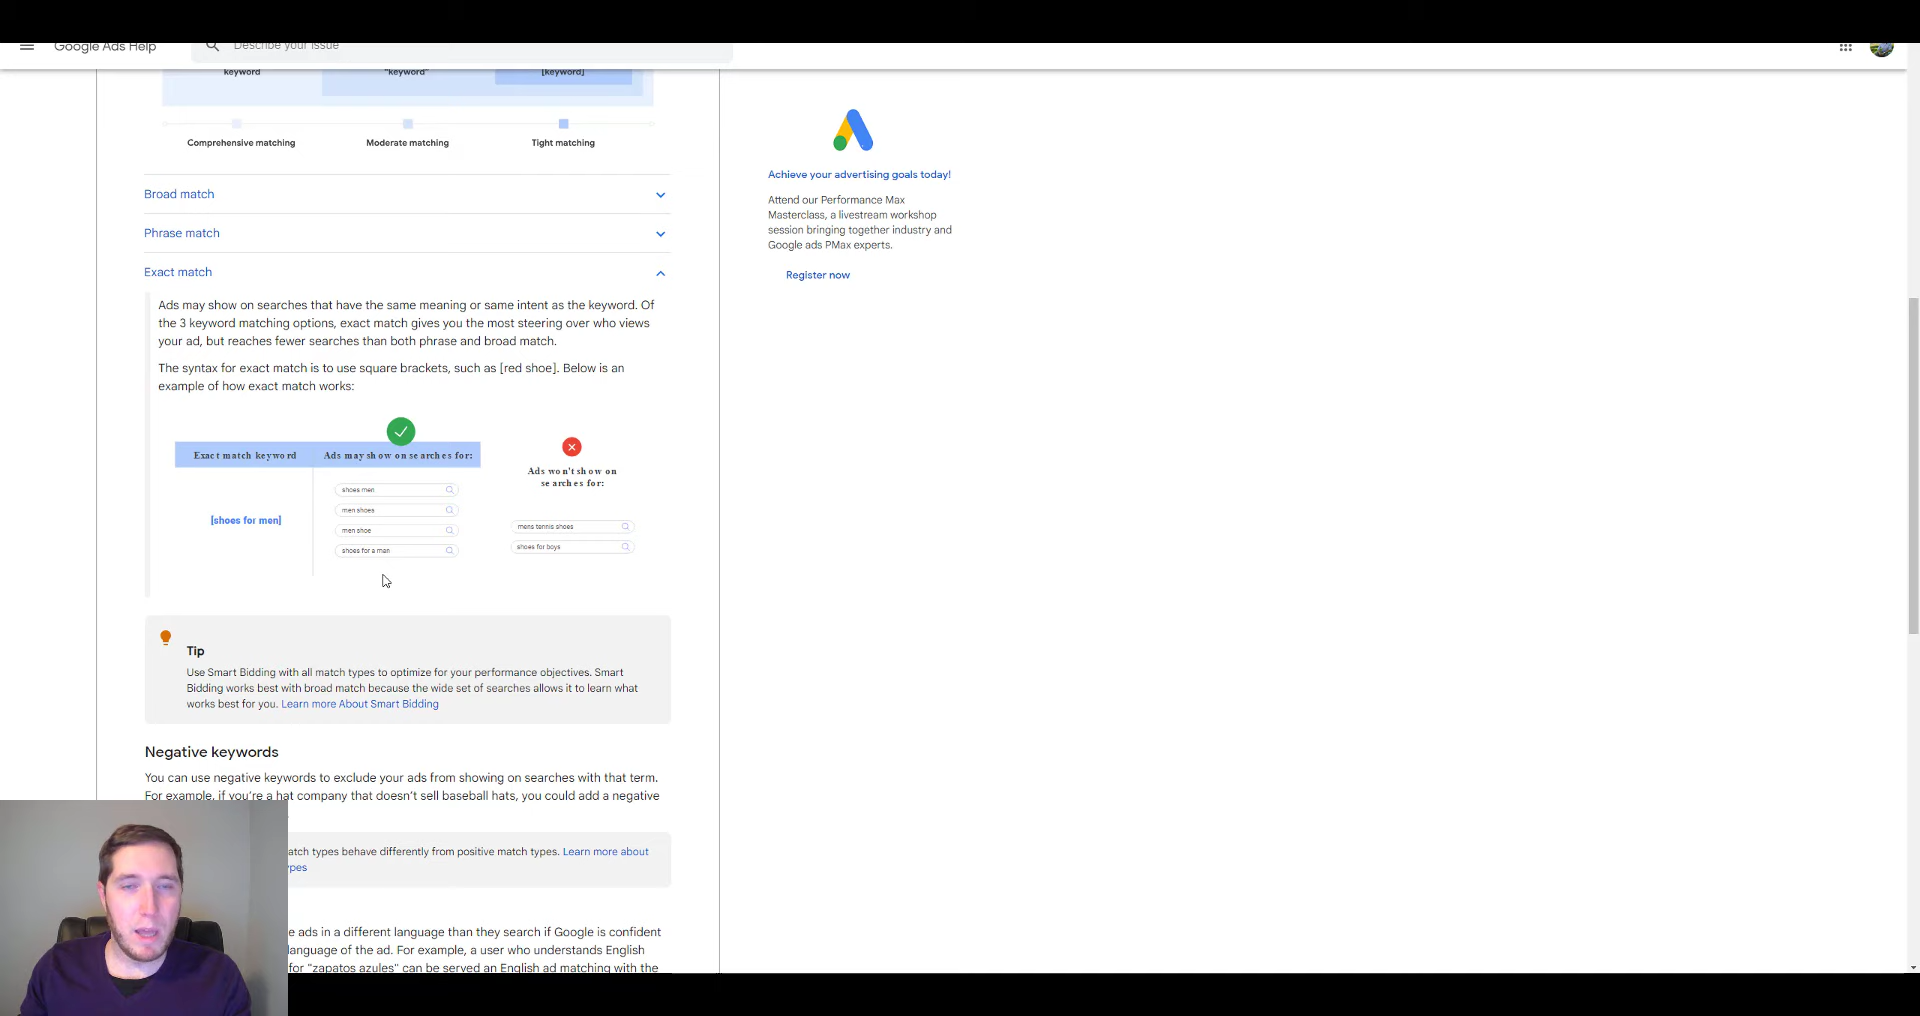 Google Ads Help
Describe your issue
keyword
"keyword"
[keyword]
Comprehensive matching
Moderate matching
Tight matching
Broad match
Phrase match
Exact match
Ads may show on searches that have the same meaning or same intent as the keyword. Of
the 3 keyword matching options, exact match gives you the most steering over who views
your ad, but reaches fewer searches than both phrase and broad match.
The syntax for exact match is to use square brackets, such as [red shoe]. Below is an
example of how exact match works:
Exact match keyword
Ads may show on searches for:
[shoes for men]
shoes men
men shoes
men shoe
shoes for a man
Ads won't show on
searches for:
mens tennis shoes
shoes for boys
Tip
Use Smart Bidding with all match types to optimize for your performance objectives. Smart
Bidding works best with broad match because the wide set of searches allows it to learn what
works best for you. Learn more About Smart Bidding
Negative keywords
You can use negative keywords to exclude your ads from showing on searches with that term.
For example, if you're a hat company that doesn't sell baseball hats, you could add a negative
atch types behave differently from positive match types. Learn more about
ypes
e ads in a different language than they search if Google is confident
language of the ad. For example, a user who understands English
for "zapatos azules" can be served an English ad matching with the
Achieve your advertising goals today!
Attend our Performance Max
Masterclass, a livestream workshop
session bringing together industry and
Google ads PMax experts.
Register now